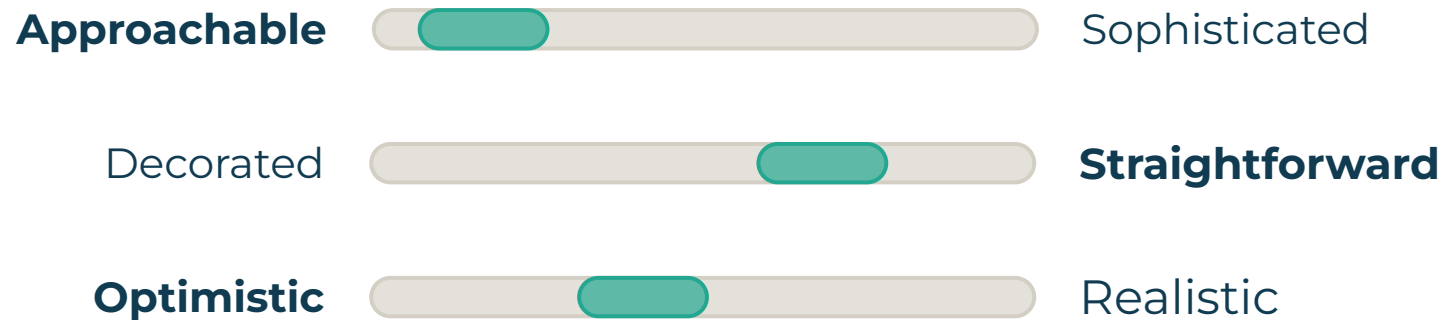 Approachable Sophisticated
Decorated Straightforward
Optimistic Realistic